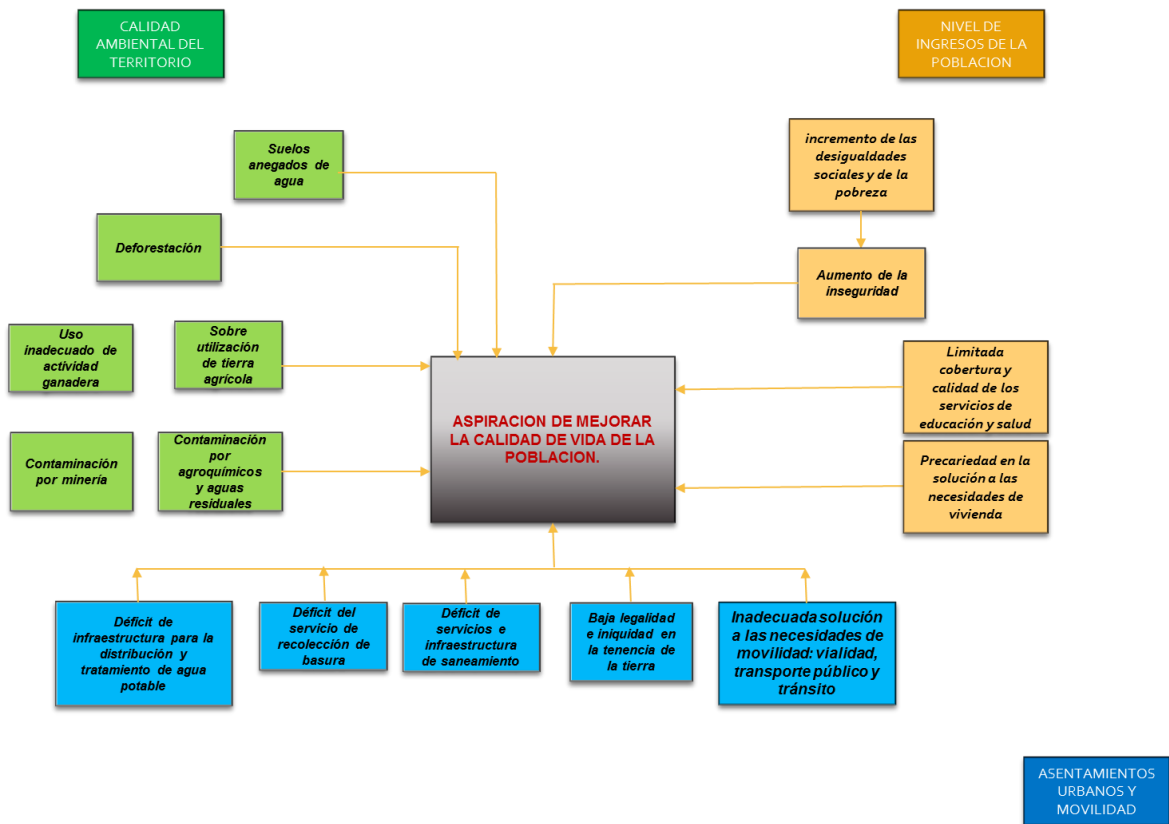 CALIDAD
AMBIENTAL DEL
TERRITORIO
NIVEL DE
INGRESOS DE LA
POBLACION
Suelos
anegados de
agua
incremento de las
desigualdades
sociales y de la
pobreza
Deforestación
Aumento de la
inseguridad
Uso
inadecuado de
actividad
ganadera
Sobre
utilización
de tierra
agrícola
Limitada
cobertura y
calidad de los
servicios de
educación y salud
ASPIRACION DE MEJORAR
LA CALIDAD DE VIDA DE LA
POBLACION.
Contaminación
por minería
Contaminación
por
agroquímicos
y aguas
residuales
Precariedad en la
solución a las
necesidades de
vivienda
Déficit de
infraestructura para la
distribución y
tratamiento de agua
potable
Déficit del
servicio de
recolección de
basura
Déficit de
servicios e
infraestructura
de saneamiento
Baja legalidad
e iniquidad en
la tenencia de
la tierra
Inadecuada solución
a las necesidades de
movilidad: vialidad,
transporte público y
tránsito
ASENTAMIENTOS
URBANOS Y
MOVILIDAD